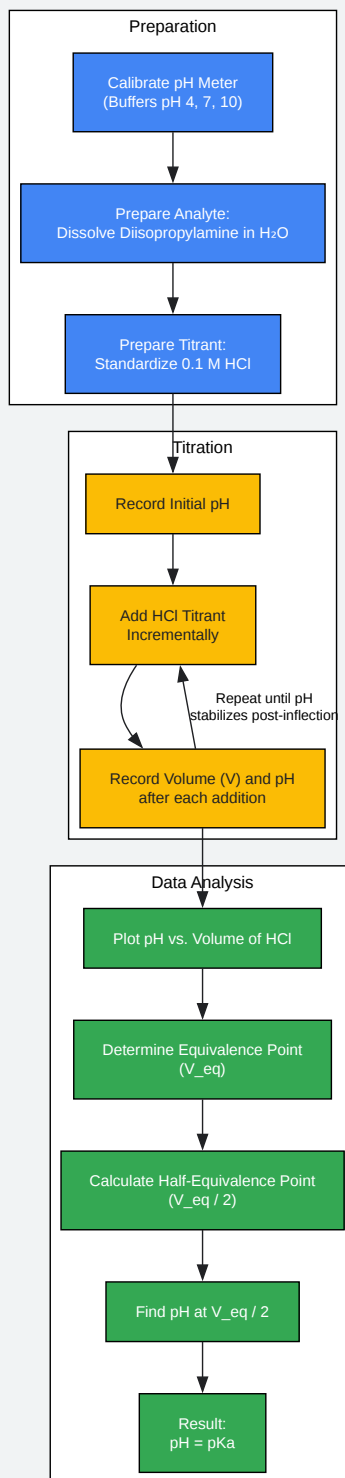 Preparation
Calibrate pH Meter
(Buffers pH 4, 7, 10)
Prepare Analyte:
Dissolve Diisopropylamine in H₂O
Prepare Titrant:
Standardize 0.1 M HCl
Titration
Record Initial pH
Add HCl Titrant
Incrementally
Repeat until pH
stabilizes post-inflection
Record Volume (V) and pH
after each addition
Data Analysis
Plot pH vs. Volume of HCl
Determine Equivalence Point
(V_eq)
Calculate Half-Equivalence Point
(V_eq / 2)
Find pH at V_eq / 2
Result:
pH = pKa